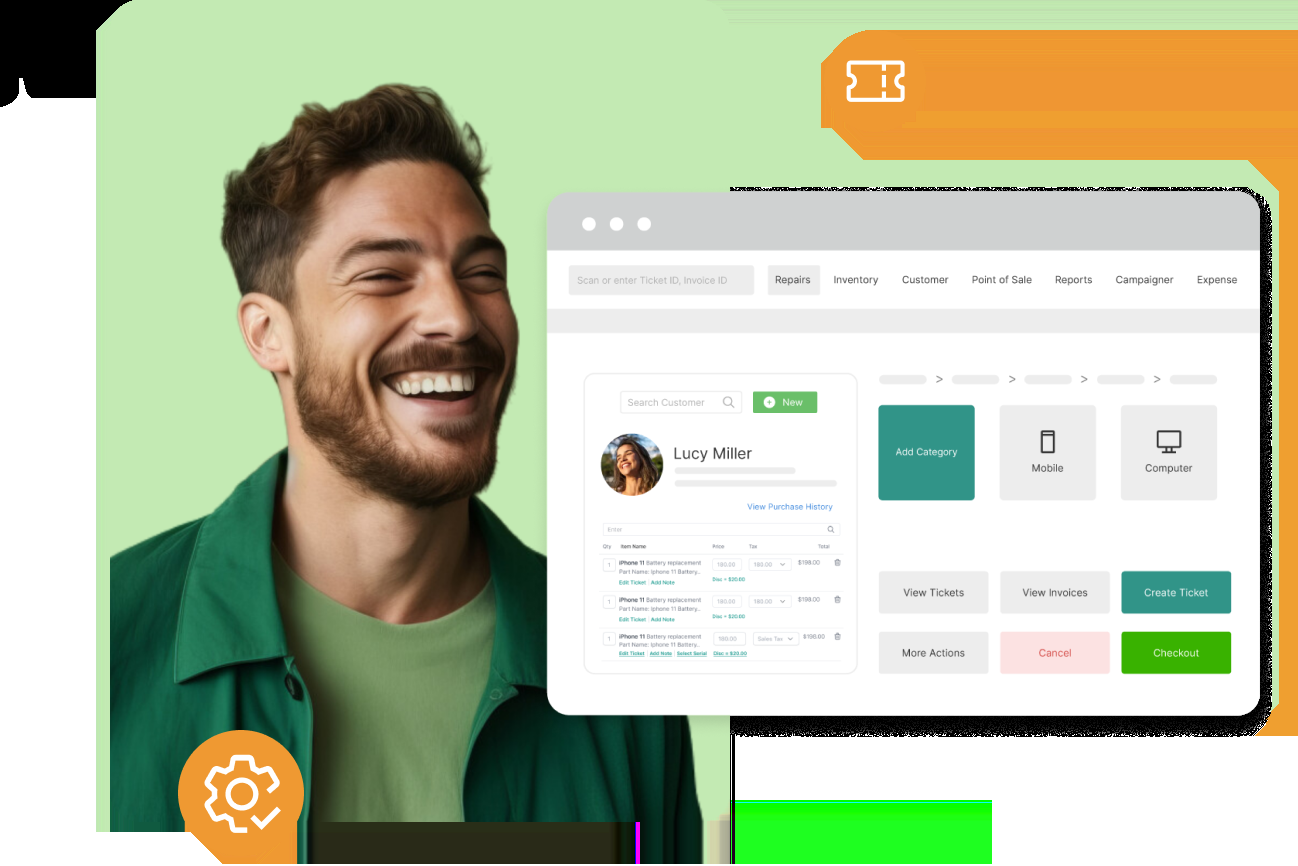 Scan or enter Ticket ID, Invoice ID
Repairs
Inventory
Customer
Point of Sale
Reports
Campaigner
Expense
Search Customer
New
Lucy Miller
View Purchase History
Enter
Qty Item Name Price Tax Total
1 iPhone 11 Battery replacement 180.00 180.00 $198.00
Part Name: Iphone 11 Battery...
Edit Ticket Add Note Disc = $20.00
1 iPhone 11 Battery replacement 180.00 180.00 $198.00
Part Name: Iphone 11 Battery...
Edit Ticket Add Note Disc = $20.00
1 iPhone 11 Battery replacement 180.00 Sales Tax $198.00
Part Name: Iphone 11 Battery...
Edit Ticket Add Note Select Serial Disc = $20.00
> > > >
Add Category
Mobile
Computer
View Tickets
View Invoices
Create Ticket
More Actions
Cancel
Checkout